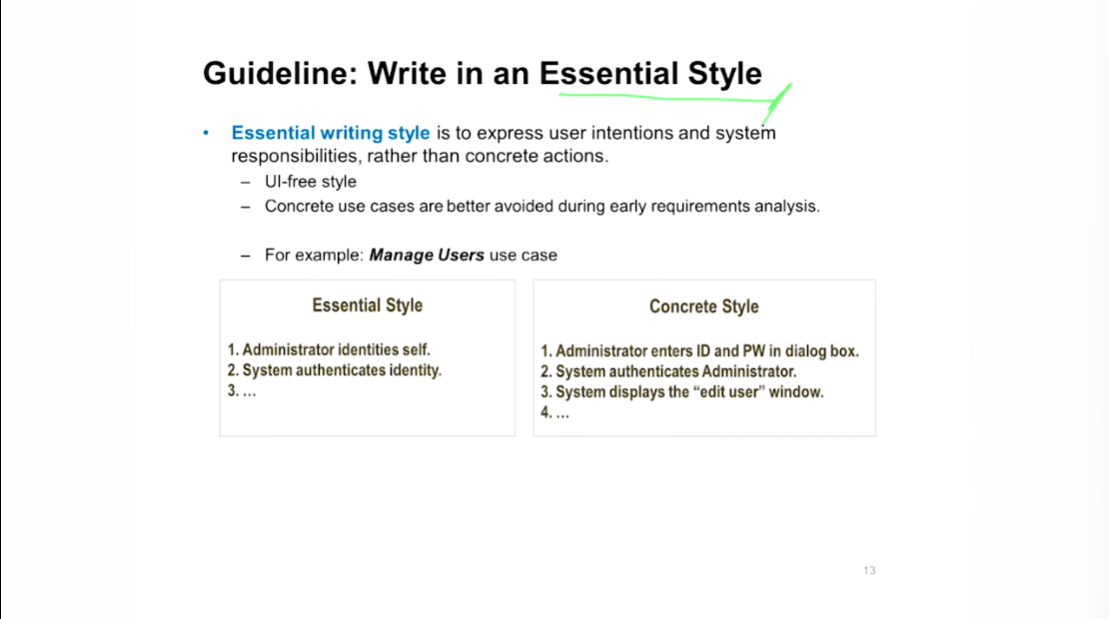 Guideline: Write in an Essential Style
• Essential writing style is to express user intentions and system
responsibilities, rather than concrete actions.
– UI-free style
– Concrete use cases are better avoided during early requirements analysis.
– For example: Manage Users use case
Essential Style
1. Administrator identities self.
2. System authenticates identity.
3. ...
Concrete Style
1. Administrator enters ID and PW in dialog box.
2. System authenticates Administrator.
3. System displays the “edit user” window.
4. ...
13